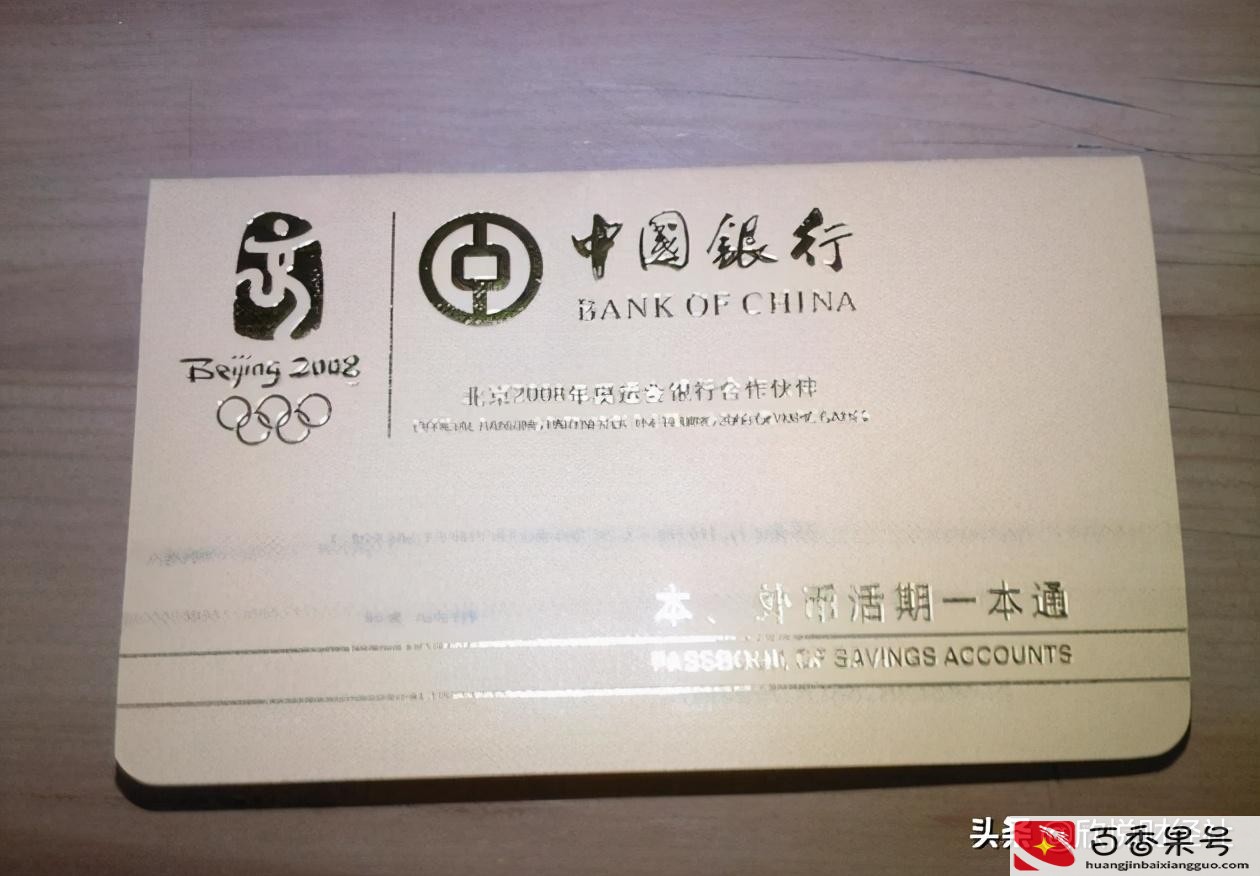 Beijing 2008
中国銀行
BANK OF CHINA
北京2008年奥运会银行合作伙伴
本、外币活期一本通
PASSBOOK OF SAVINGS ACCOUNTS
头条
百香果号
huangjinbaixiangguo.com